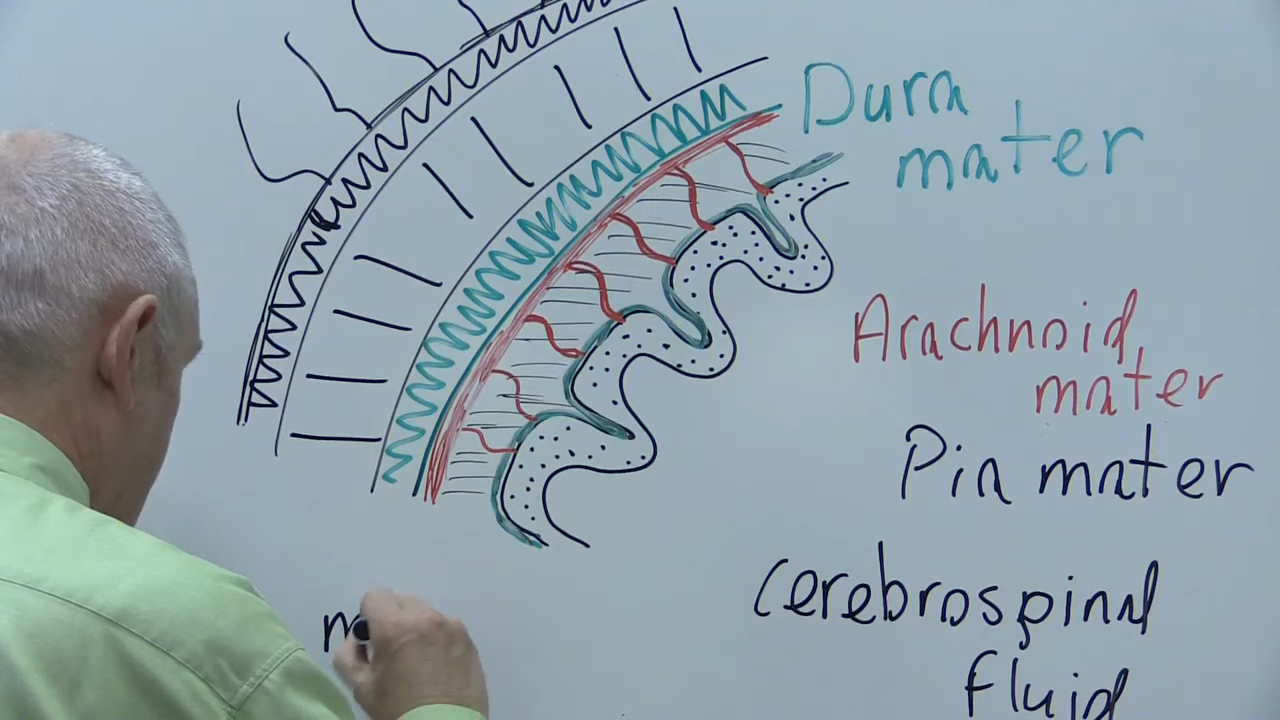 Dura
mater
Arachnoid
mater
Pia mater
Cerebrospinal
fluid